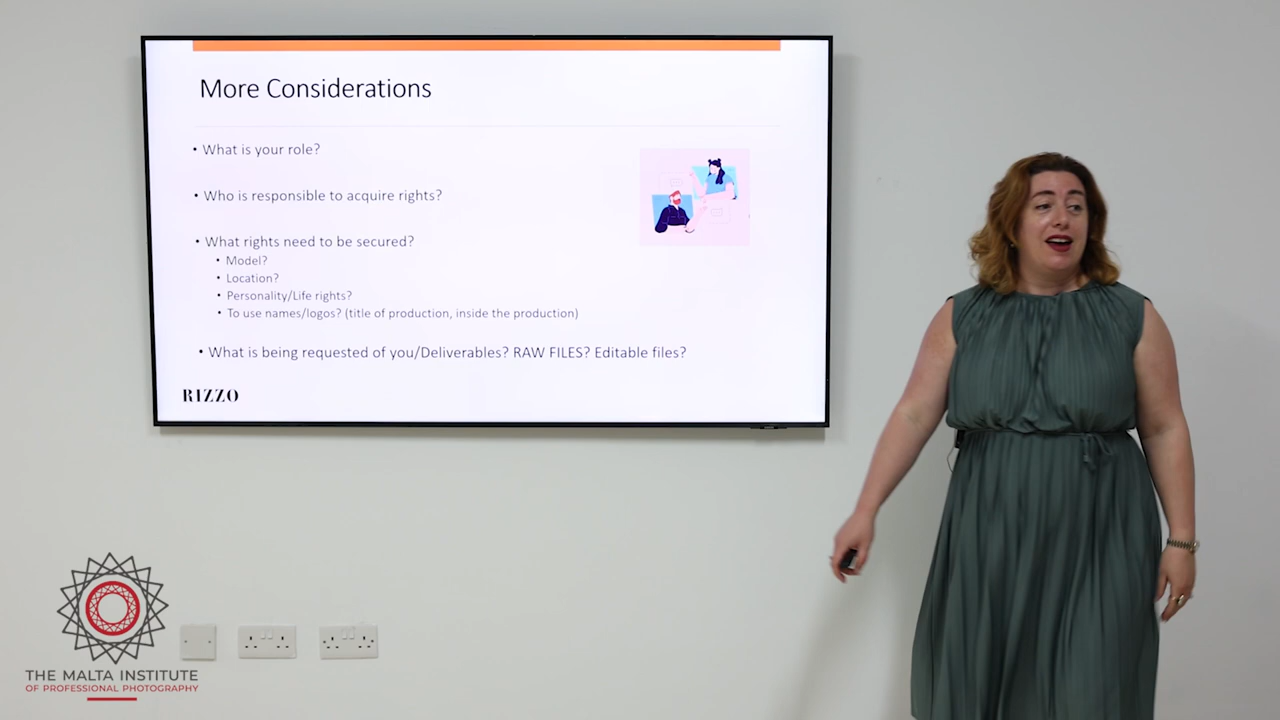 More Considerations
• What is your role?
• Who is responsible to acquire rights?
• What rights need to be secured?
• Model?
• Location?
• Personality/Life rights?
• To use names/logos? (title of production, inside the production)
• What is being requested of you/Deliverables? RAW FILES? Editable files?
RIZZO
THE MALTA INSTITUTE
OF PROFESSIONAL PHOTOGRAPHY